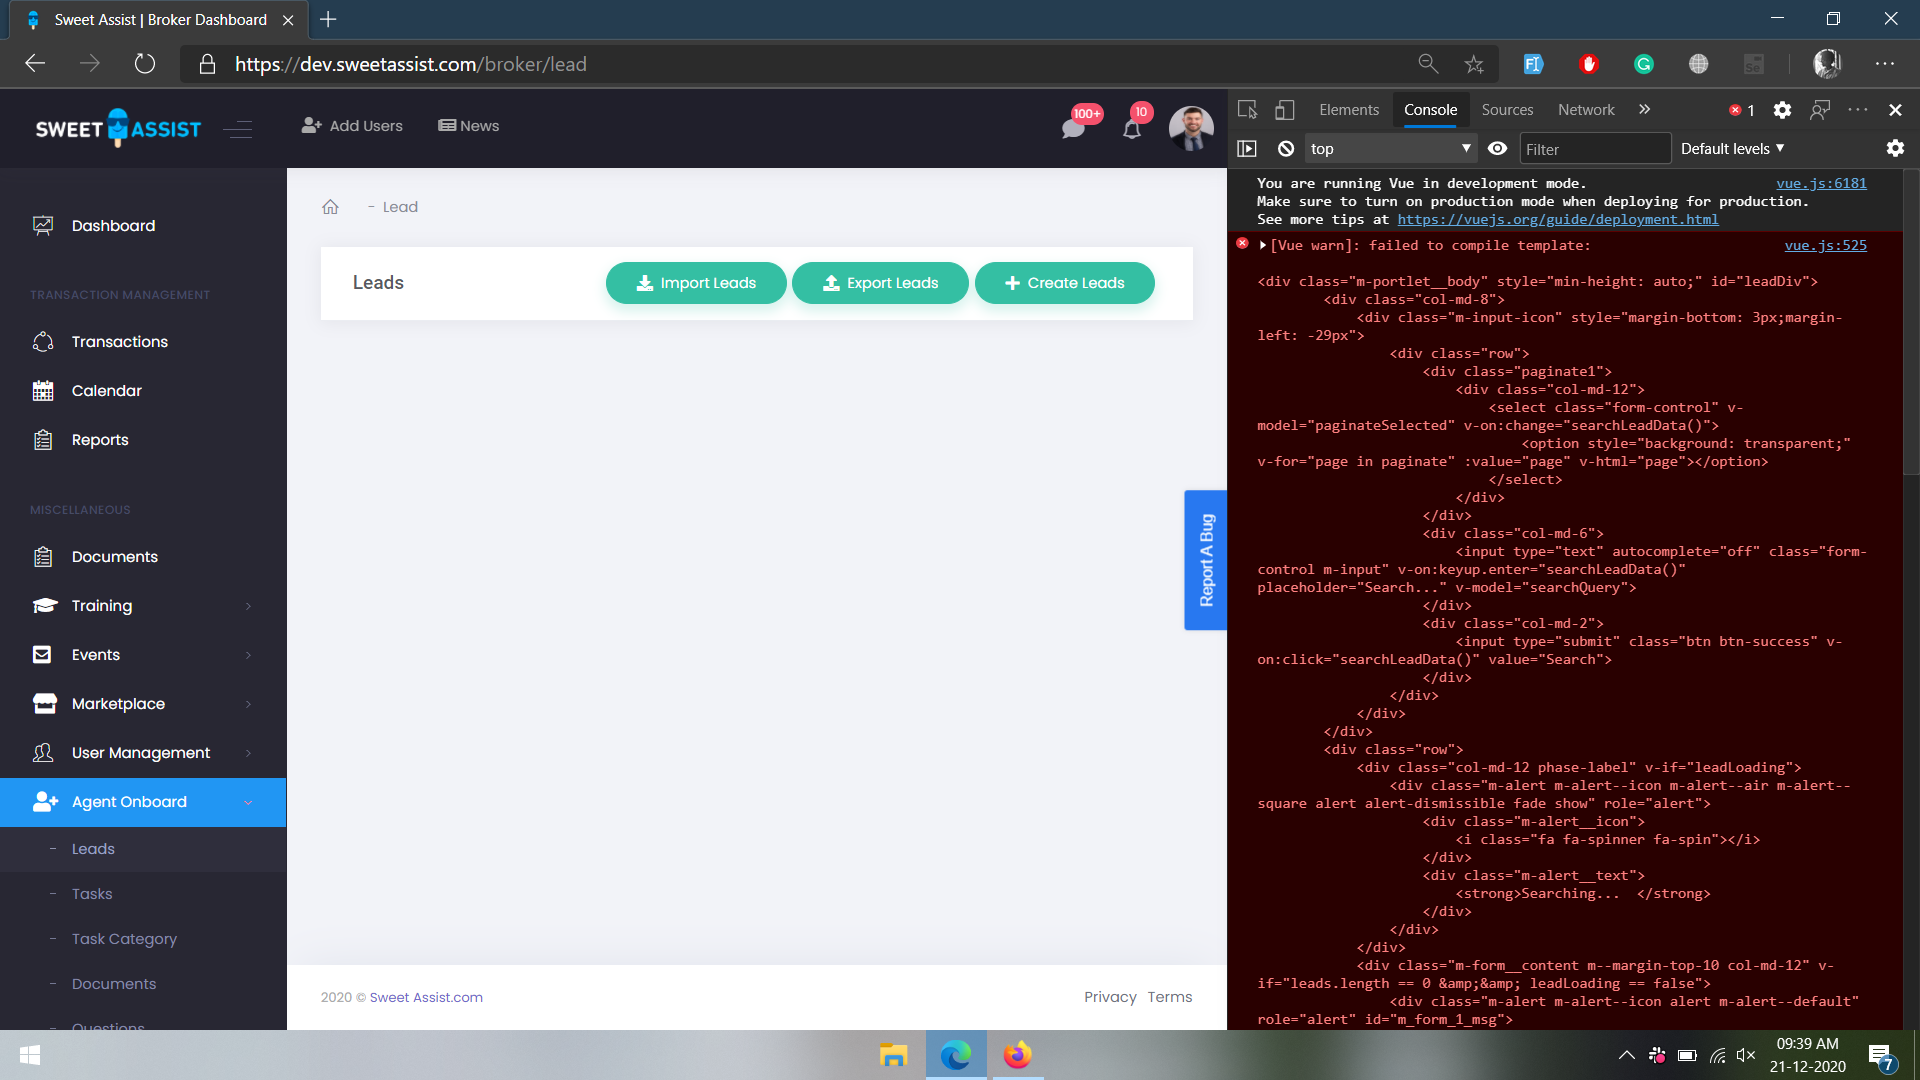 Sweet Assist | Broker Dashboard
https://dev.sweetassist.com/broker/lead
SWEET ASSIST
Add Users
News
100+
10
Dashboard
TRANSACTION MANAGEMENT
Transactions
Calendar
Reports
MISCELLANEOUS
Documents
Training
Events
Marketplace
User Management
Agent Onboard
- Leads
- Tasks
- Task Category
- Documents
- Questions
- Lead
Leads
Import Leads
Export Leads
Create Leads
Report A Bug
2020 © Sweet Assist.com
Privacy
Terms
Elements
Console
Sources
Network
1
top
Filter
Default levels
You are running Vue in development mode. vue.js:6181
Make sure to turn on production mode when deploying for production.
See more tips at https://vuejs.org/guide/deployment.html
[Vue warn]: failed to compile template: vue.js:525
<div class="m-portlet__body" style="min-height: auto;" id="leadDiv">
<div class="col-md-8">
<div class="m-input-icon" style="margin-bottom: 3px;margin-
left: -29px">
<div class="row">
<div class="paginate1">
<div class="col-md-12">
<select class="form-control" v-
model="paginateSelected" v-on:change="searchLeadData()">
<option style="background: transparent;"
v-for="page in paginate" :value="page" v-html="page"></option>
</select>
</div>
</div>
<div class="col-md-6">
<input type="text" autocomplete="off" class="form-
control m-input" v-on:keyup.enter="searchLeadData()"
placeholder="Search..." v-model="searchQuery">
</div>
<div class="col-md-2">
<input type="submit" class="btn btn-success" v-
on:click="searchLeadData()" value="Search">
</div>
</div>
</div>
</div>
<div class="row">
<div class="col-md-12 phase-label" v-if="leadLoading">
<div class="m-alert m-alert--icon m-alert--air m-alert--
square alert alert-dismissible fade show" role="alert">
<div class="m-alert__icon">
<i class="fa fa-spinner fa-spin"></i>
</div>
<div class="m-alert__text">
<strong>Searching...  </strong>
</div>
</div>
</div>
<div class="m-form__content m--margin-top-10 col-md-12" v-
if="leads.length == 0 &amp;&amp; leadLoading == false">
<div class="m-alert m-alert--icon alert m-alert--default"
role="alert" id="m_form_1_msg">
09:39 AM
21-12-2020
7